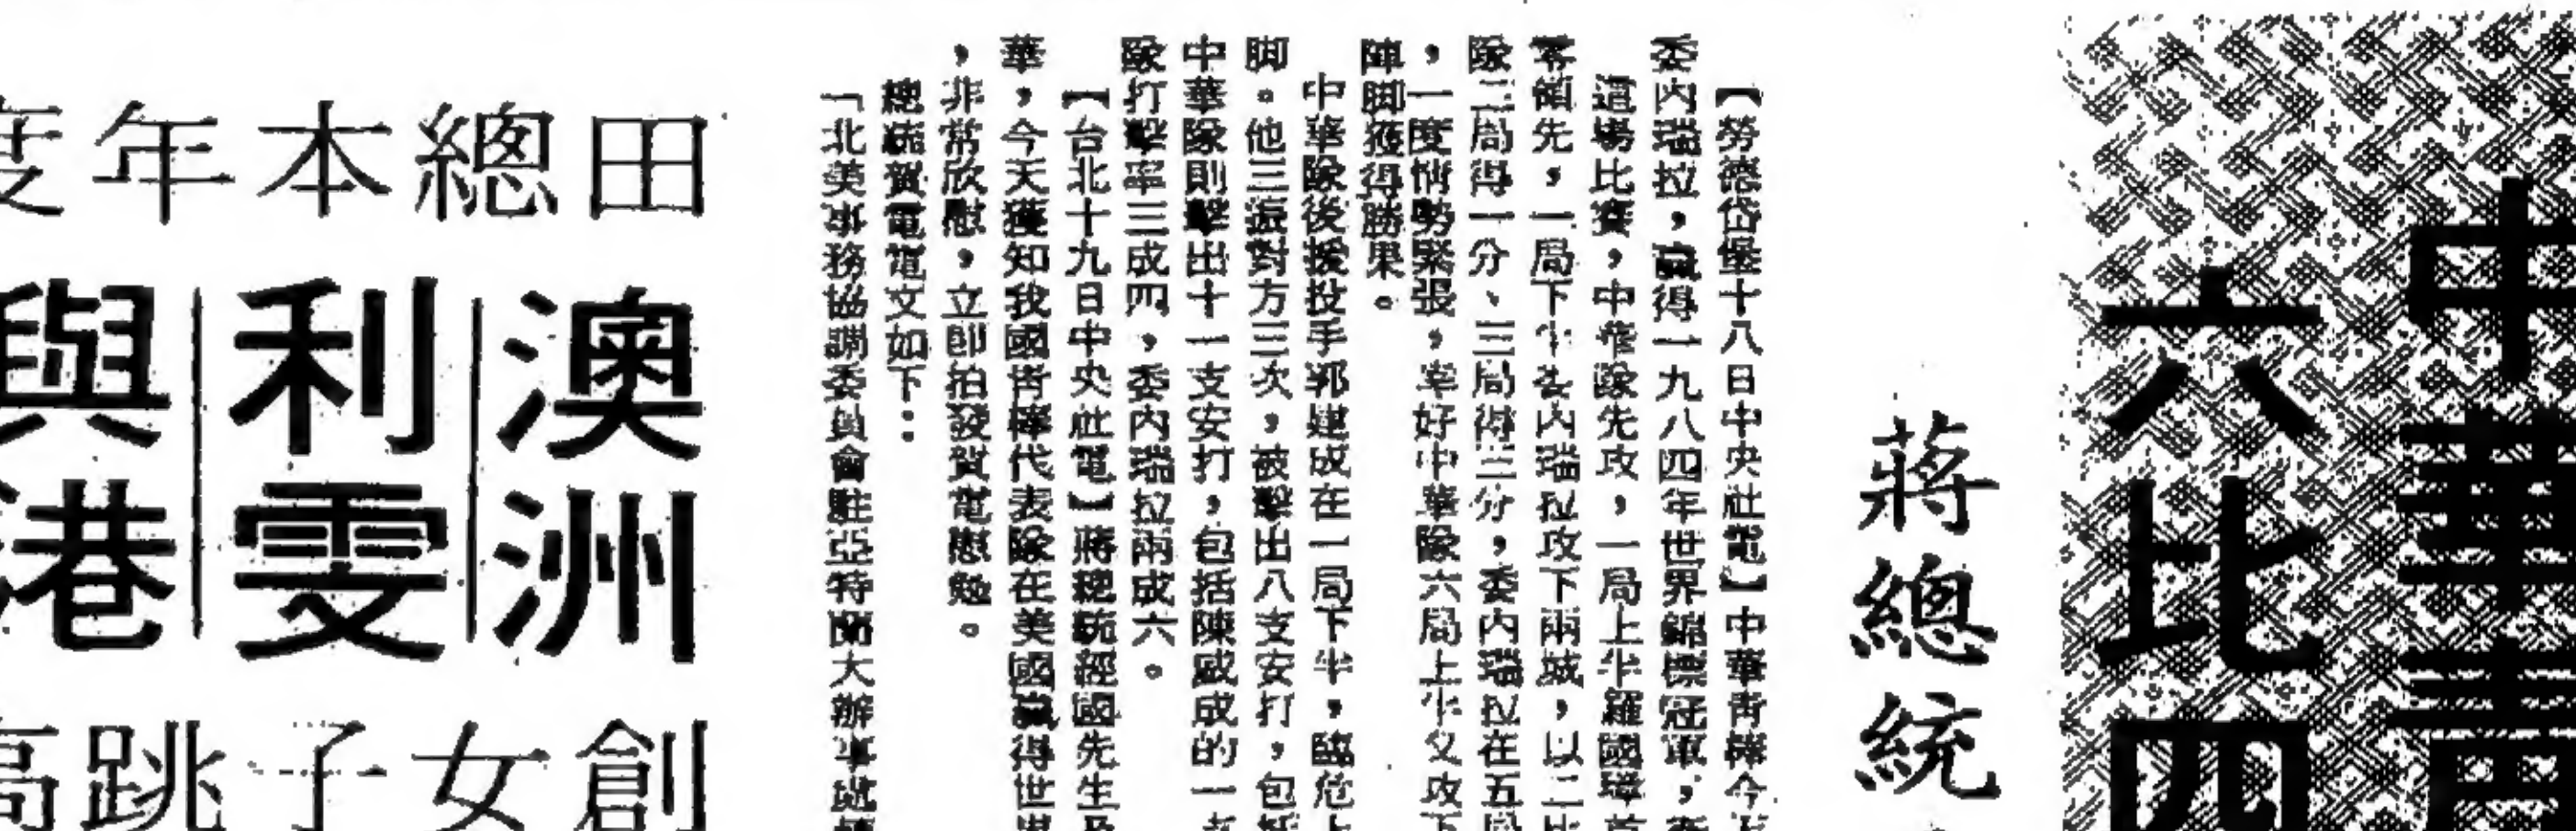 中華青
六比四
蔣總統
【勞德岱堡十八日中央社電】中華青棒今
委內瑞拉，贏得一九八四年世界錦標冠軍，
這場比賽，中華隊先攻，一局上半羅國璋首
零領先，一局下半委內瑞拉攻下兩城，以二比
隊二局得一分、三局得三分，委內瑞拉在五局
，一度情勢緊張，幸好中華隊六局上半又攻下
陣脚獲得勝果。
中華隊後援投手郭建成在一局下半，臨危上
脚。他三振對方三次，被擊出八支安打，包括
中華隊則擊出十一支安打，包括陳威成的一支
隊打擊率三成四，委內瑞拉兩成六。
【台北十九日中央社電】蔣總統經國先生及
華，今天獲知我國青棒代表隊在美國贏得世界
，非常欣慰，立即拍發賀電慰勉。
總統賀電電文如下：
「北美事務協調委員會駐亞特蘭大辦事處
田總本年度
澳洲
利雯
與港
創女子跳高